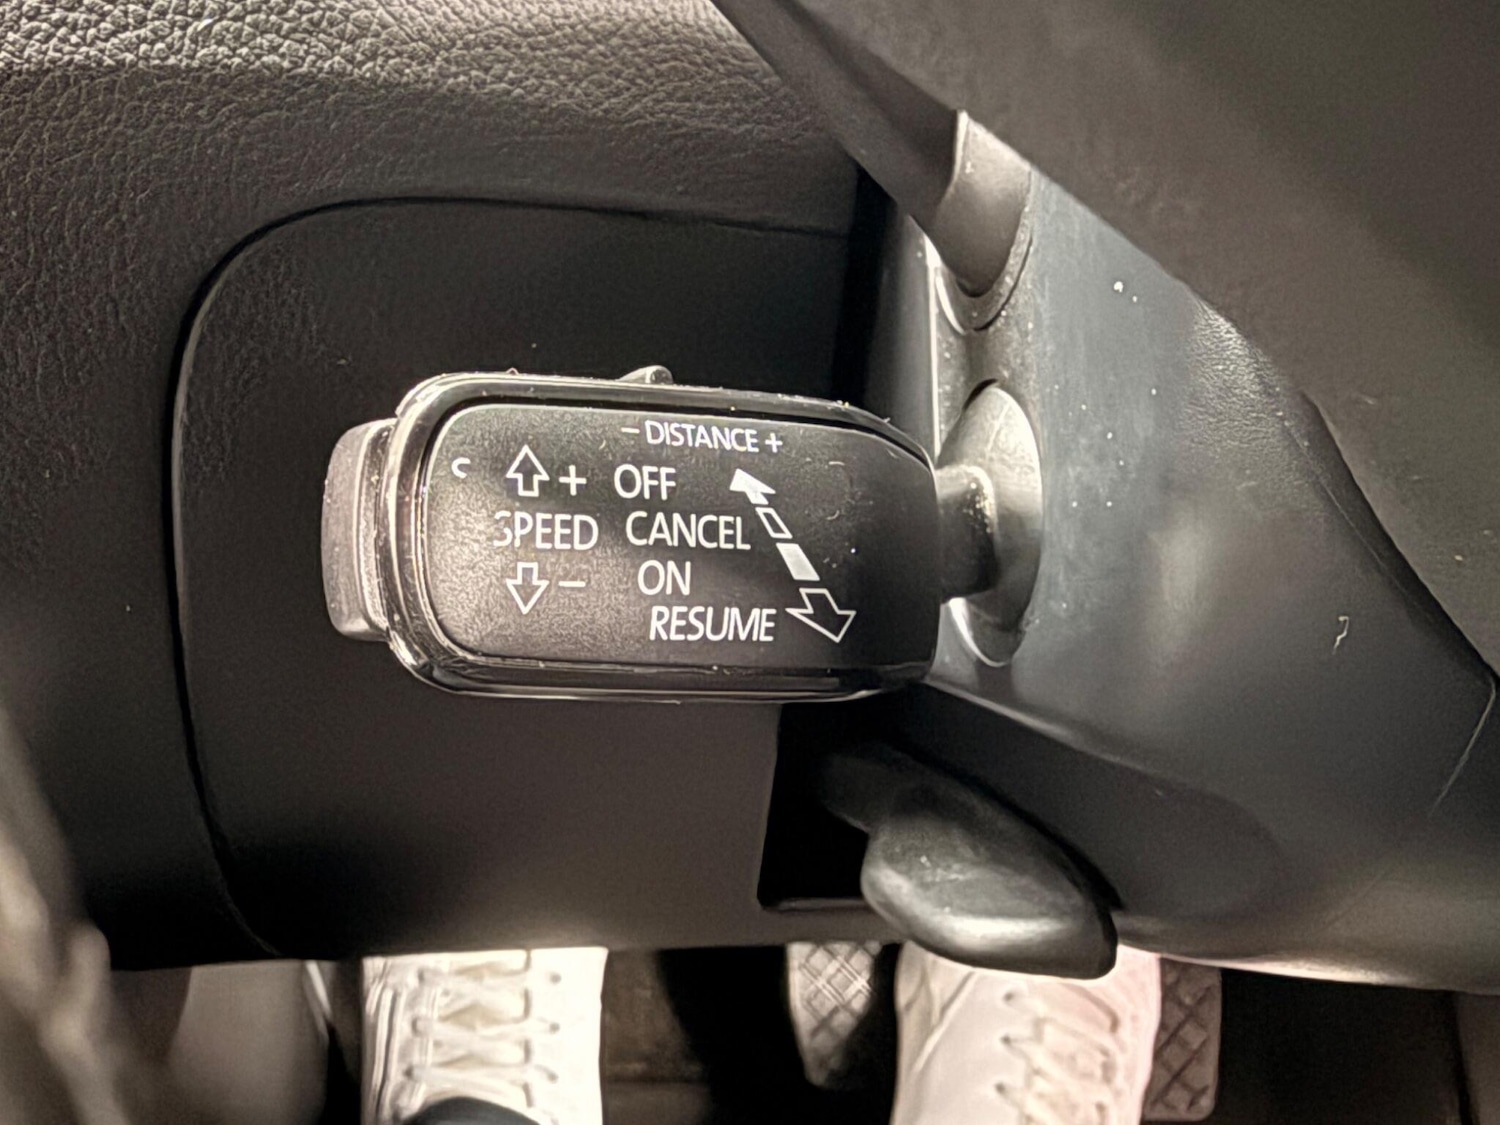 - DISTANCE +
+ OFF
SPEED CANCEL
- ON
RESUME